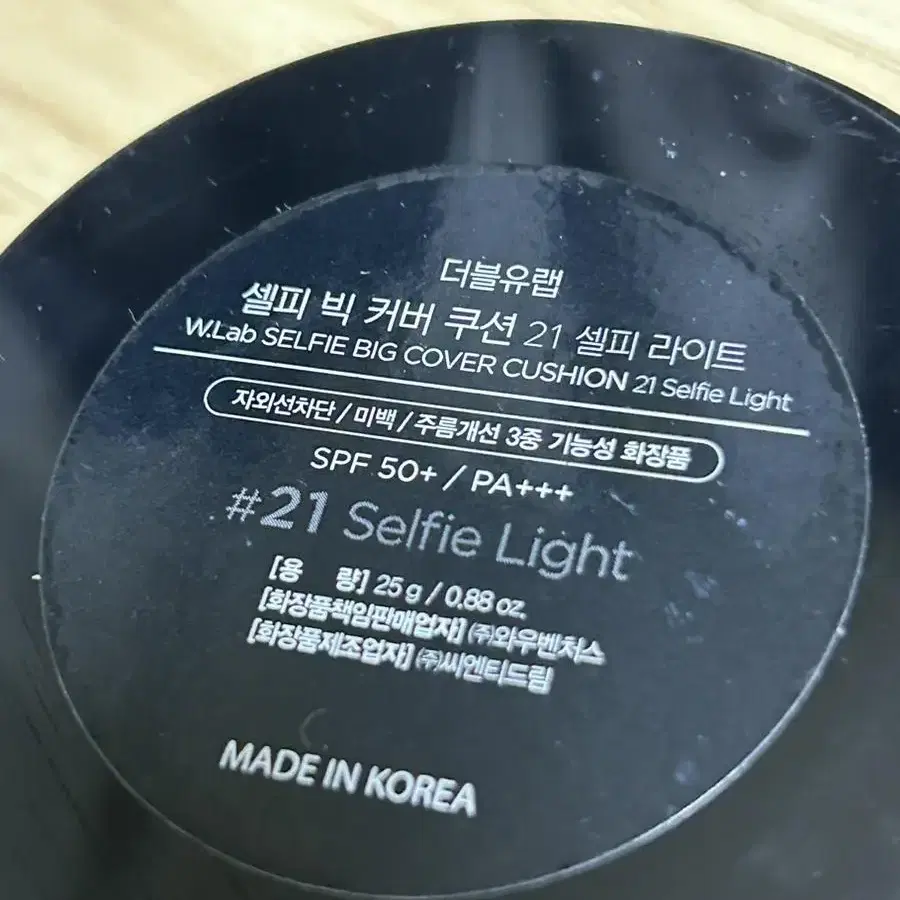 더블유랩
셀피 빅 커버 쿠션 21 셀피 라이트
W.Lab SELFIE BIG COVER CUSHION 21 Selfie Light
자외선차단 / 미백 / 주름개선 3중 기능성 화장품
SPF 50+ / PA+++
#21 Selfie Light
[용 량] 25 g / 0.88 oz.
[화장품책임판매업자] ㈜와우벤처스
[화장품제조업자] ㈜씨엔티드림
MADE IN KOREA